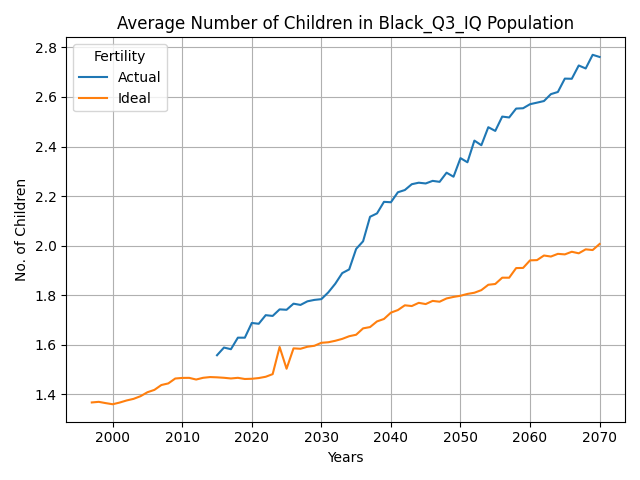 Average Number of Children in Black_Q3_IQ Population
Fertility
Actual
Ideal
2.8
2.6
2.4
2.2
2.0
1.8
1.6
1.4
No. of Children
2000 2010 2020 2030 2040 2050 2060 2070
Years